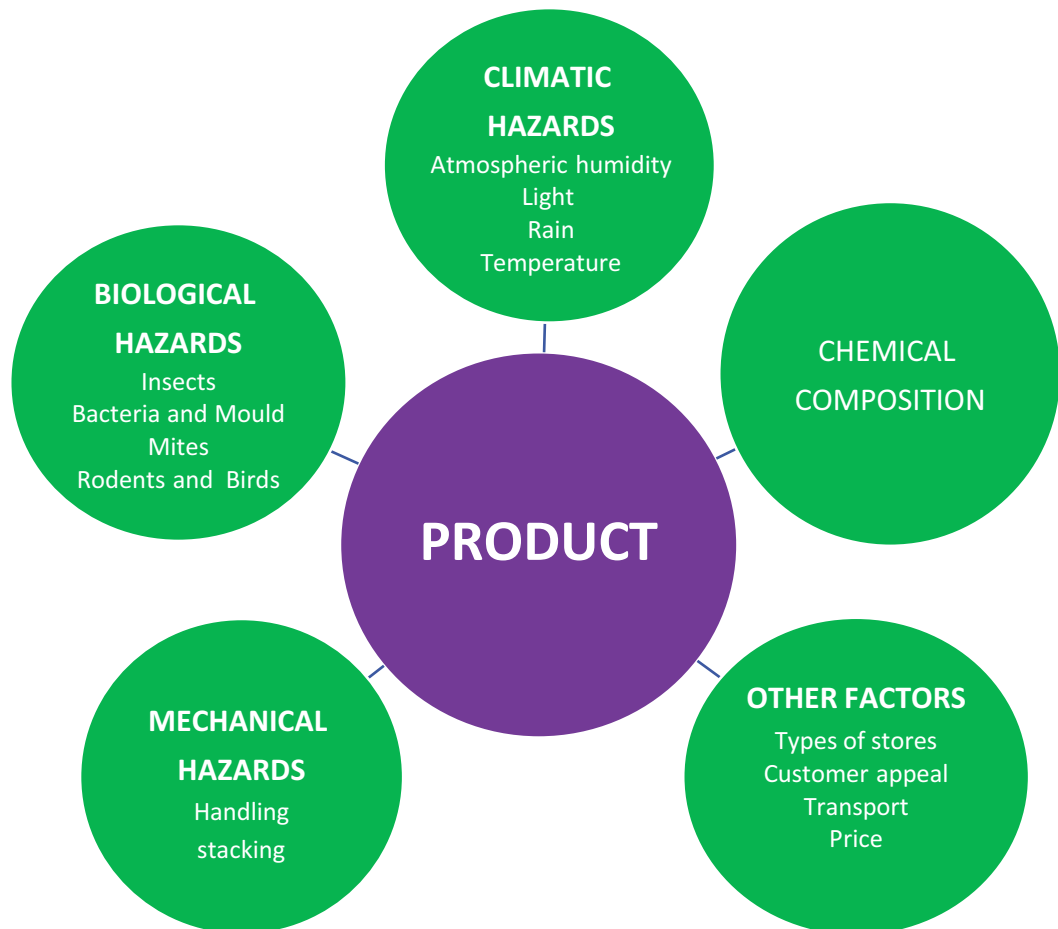 CLIMATIC
HAZARDS
Atmospheric humidity
Light
Rain
Temperature
BIOLOGICAL
HAZARDS
Insects
Bacteria and Mould
Mites
Rodents and Birds
CHEMICAL
COMPOSITION
PRODUCT
MECHANICAL
HAZARDS
Handling
stacking
OTHER FACTORS
Types of stores
Customer appeal
Transport
Price